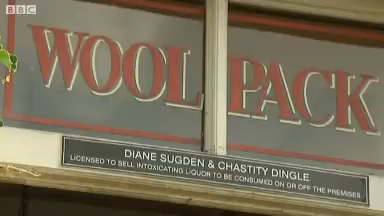 BBC
WOOL PACK
DIANE SUGDEN & CHASTITY DINGLE
LICENSED TO SELL INTOXICATING LIQUOR TO BE CONSUMED ON OR OFF THE PREMISES